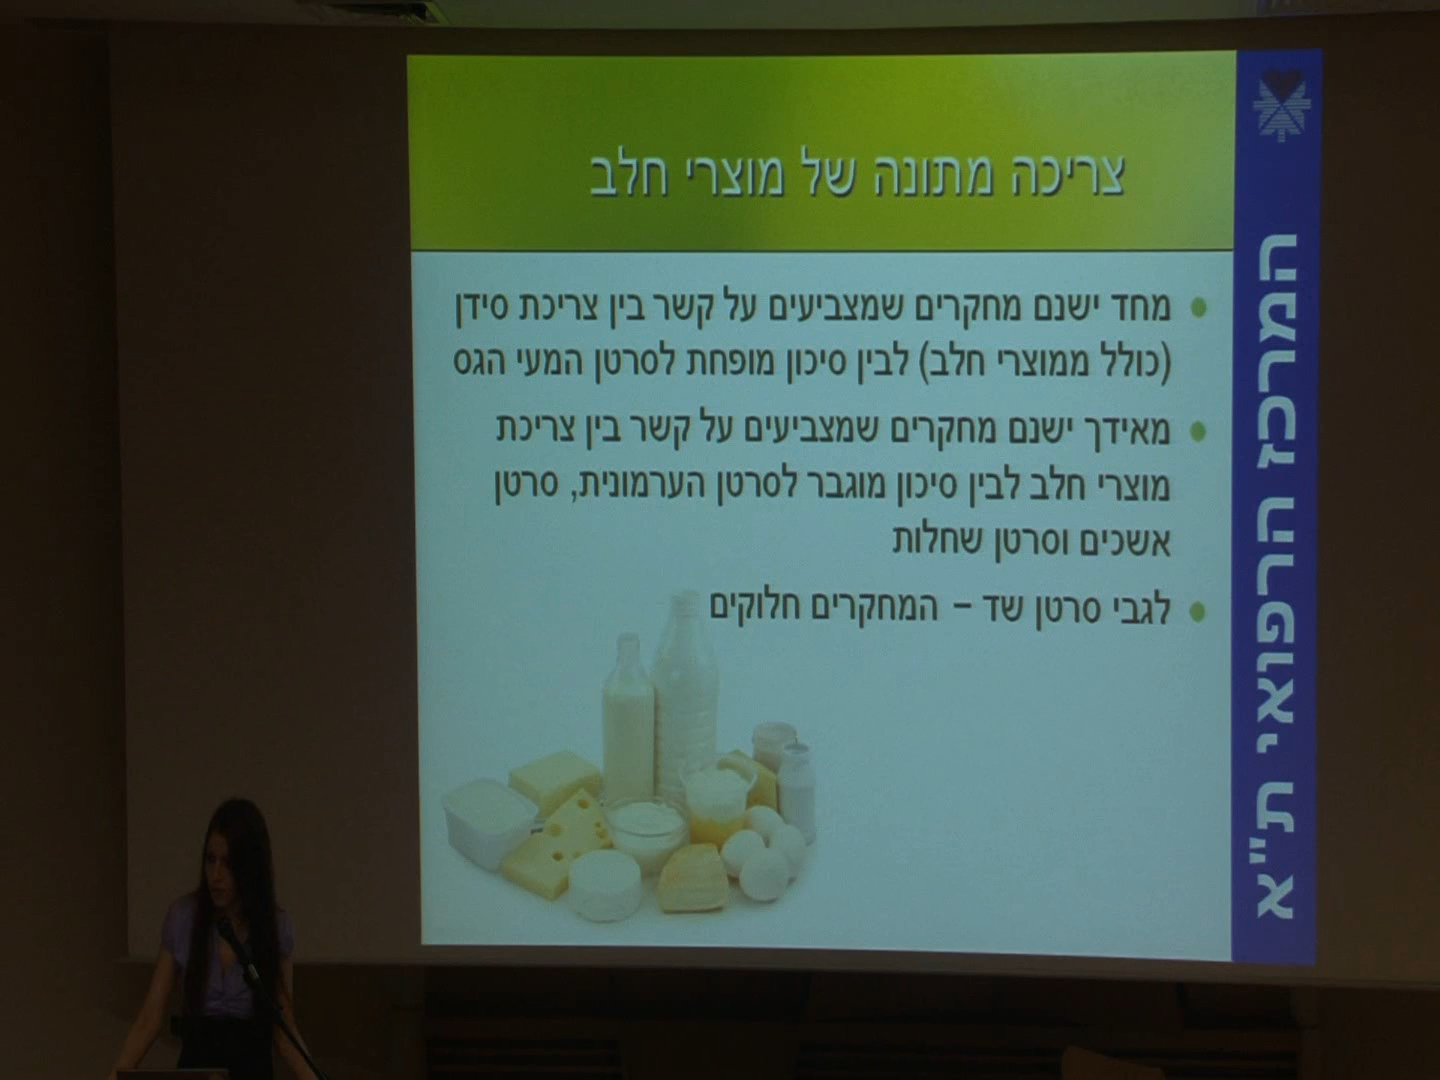 צריכה מתונה של מוצרי חלב
מחד ישנם מחקרים שמצביעים על קשר בין צריכת סידן
(כולל ממוצרי חלב) לבין סיכון מופחת לסרטן המעי הגס
מאידך ישנם מחקרים שמצביעים על קשר בין צריכת
מוצרי חלב לבין סיכון מוגבר לסרטן הערמונית, סרטן
אשכים וסרטן שחלות
לגבי סרטן שד – המחקרים חלוקים
המרכז הרפואי ת"א